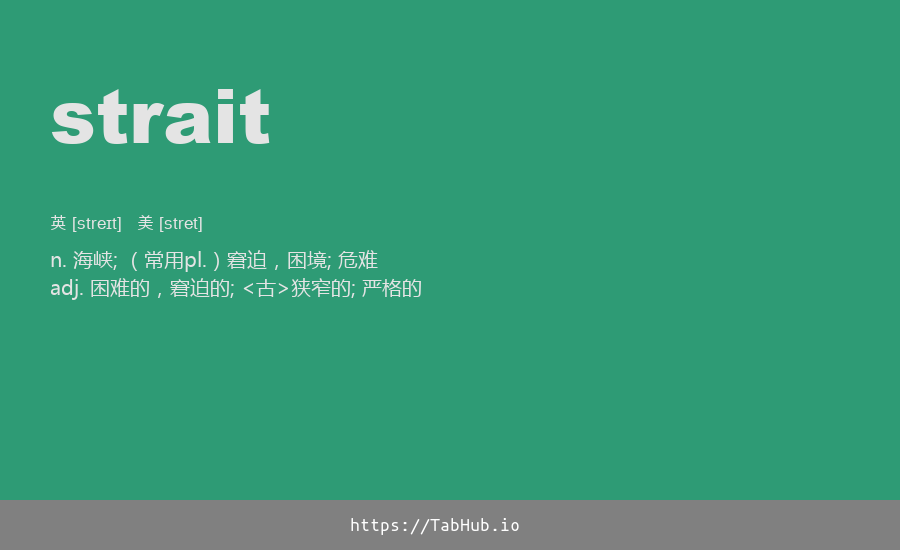 strait
英 [streɪt] 美 [stret]
n. 海峡; （常用pl.）窘迍，困境; 危难
adj. 困难的，窘迫的; <古>狭窄的; 严格的
https://TabHub.io